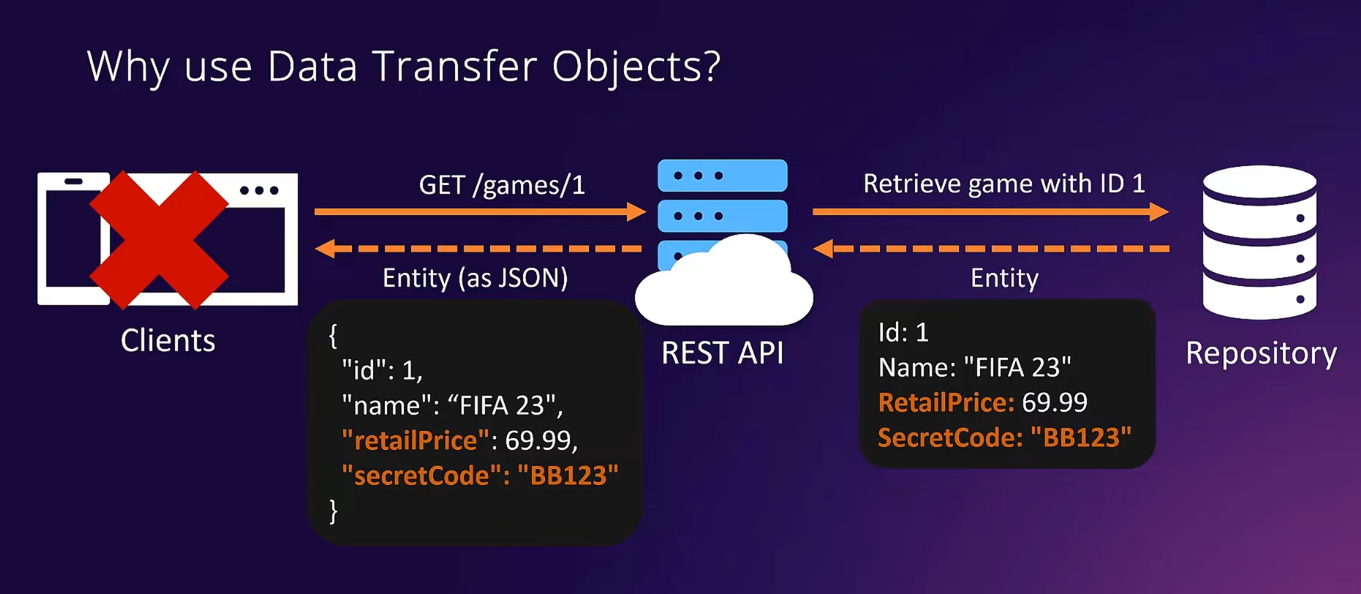 Why use Data Transfer Objects?
GET /games/1
Retrieve game with ID 1
Entity (as JSON)
Entity
Clients
REST API
Repository
{
"id": 1,
"name": “FIFA 23",
"retailPrice": 69.99,
"secretCode": "BB123"
}
Id: 1
Name: "FIFA 23"
RetailPrice: 69.99
SecretCode: "BB123"